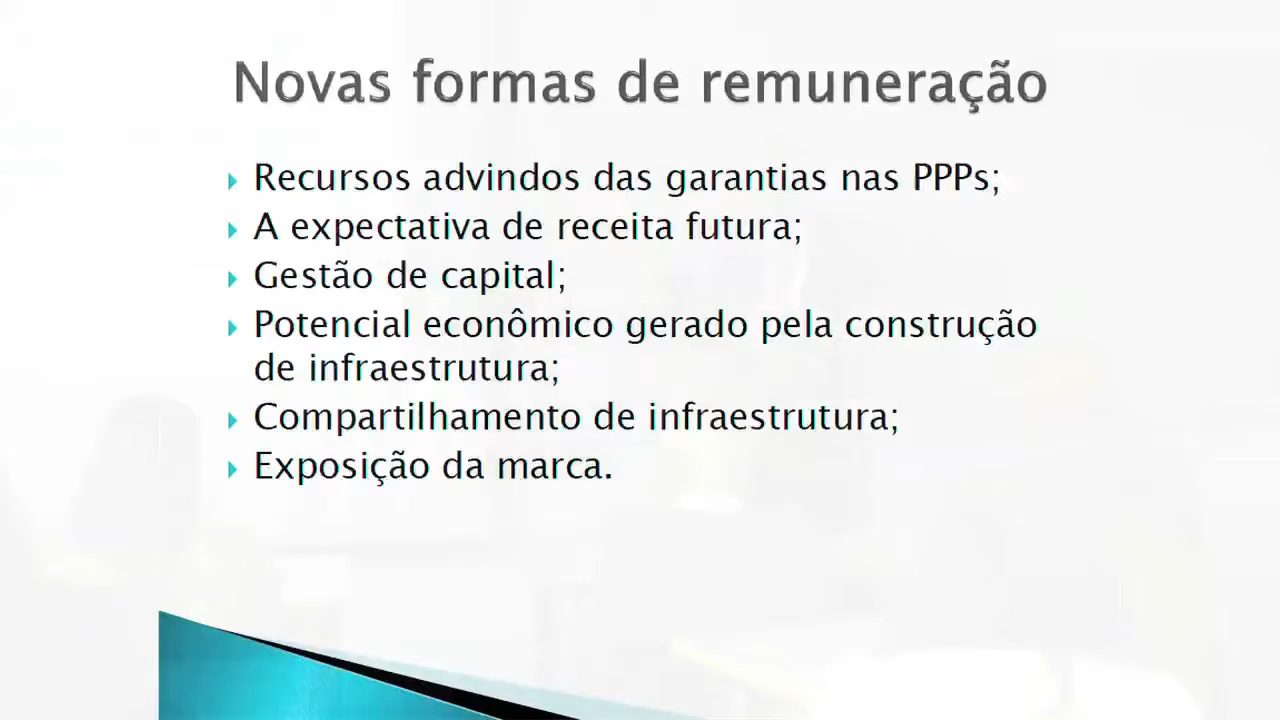 Novas formas de remuneração
Recursos advindos das garantias nas PPPs;
A expectativa de receita futura;
Gestão de capital;
Potencial econômico gerado pela construção
de infraestrutura;
Compartilhamento de infraestrutura;
Exposição da marca.